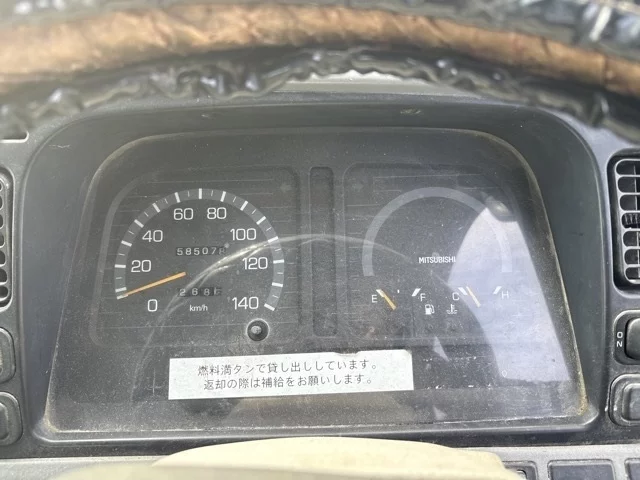 60 80
40 100
20 120
0 140
58507
268
km/h
MITSUBISHI
E F C H
燃料満タンで貸し出ししています。
返却の際は補給をお願いします。
ON